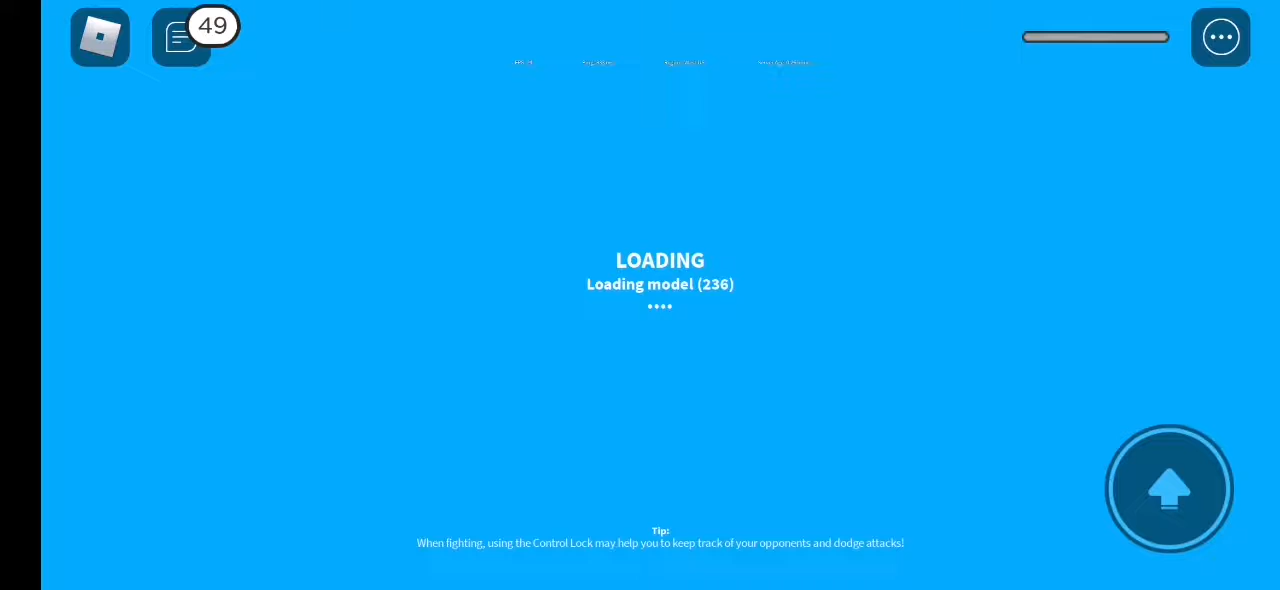 49
LOADING
Loading model (236)
••••
Tip:
When fighting, using the Control Lock may help you to keep track of your opponents and dodge attacks!